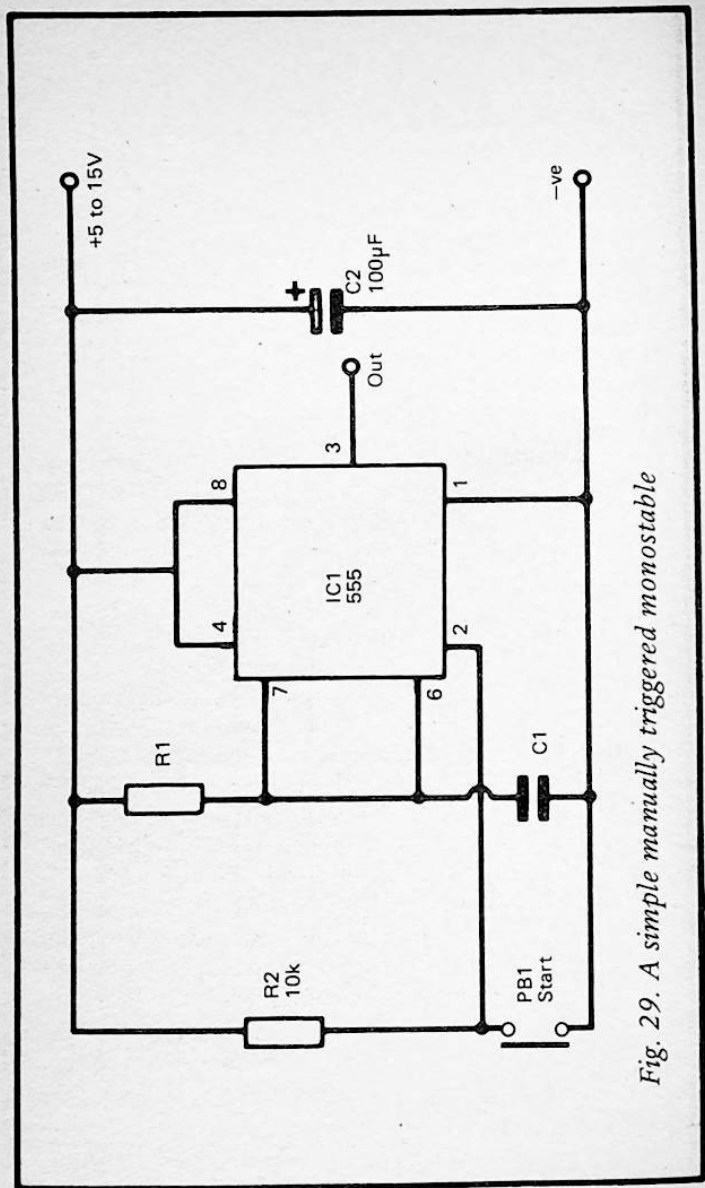 +5 to 15V
R1
R2
10k
4
8
7
IC1
555
3
Out
+
C2
100µF
6
2
1
C1
PB1
Start
–ve
Fig. 29. A simple manually triggered monostable